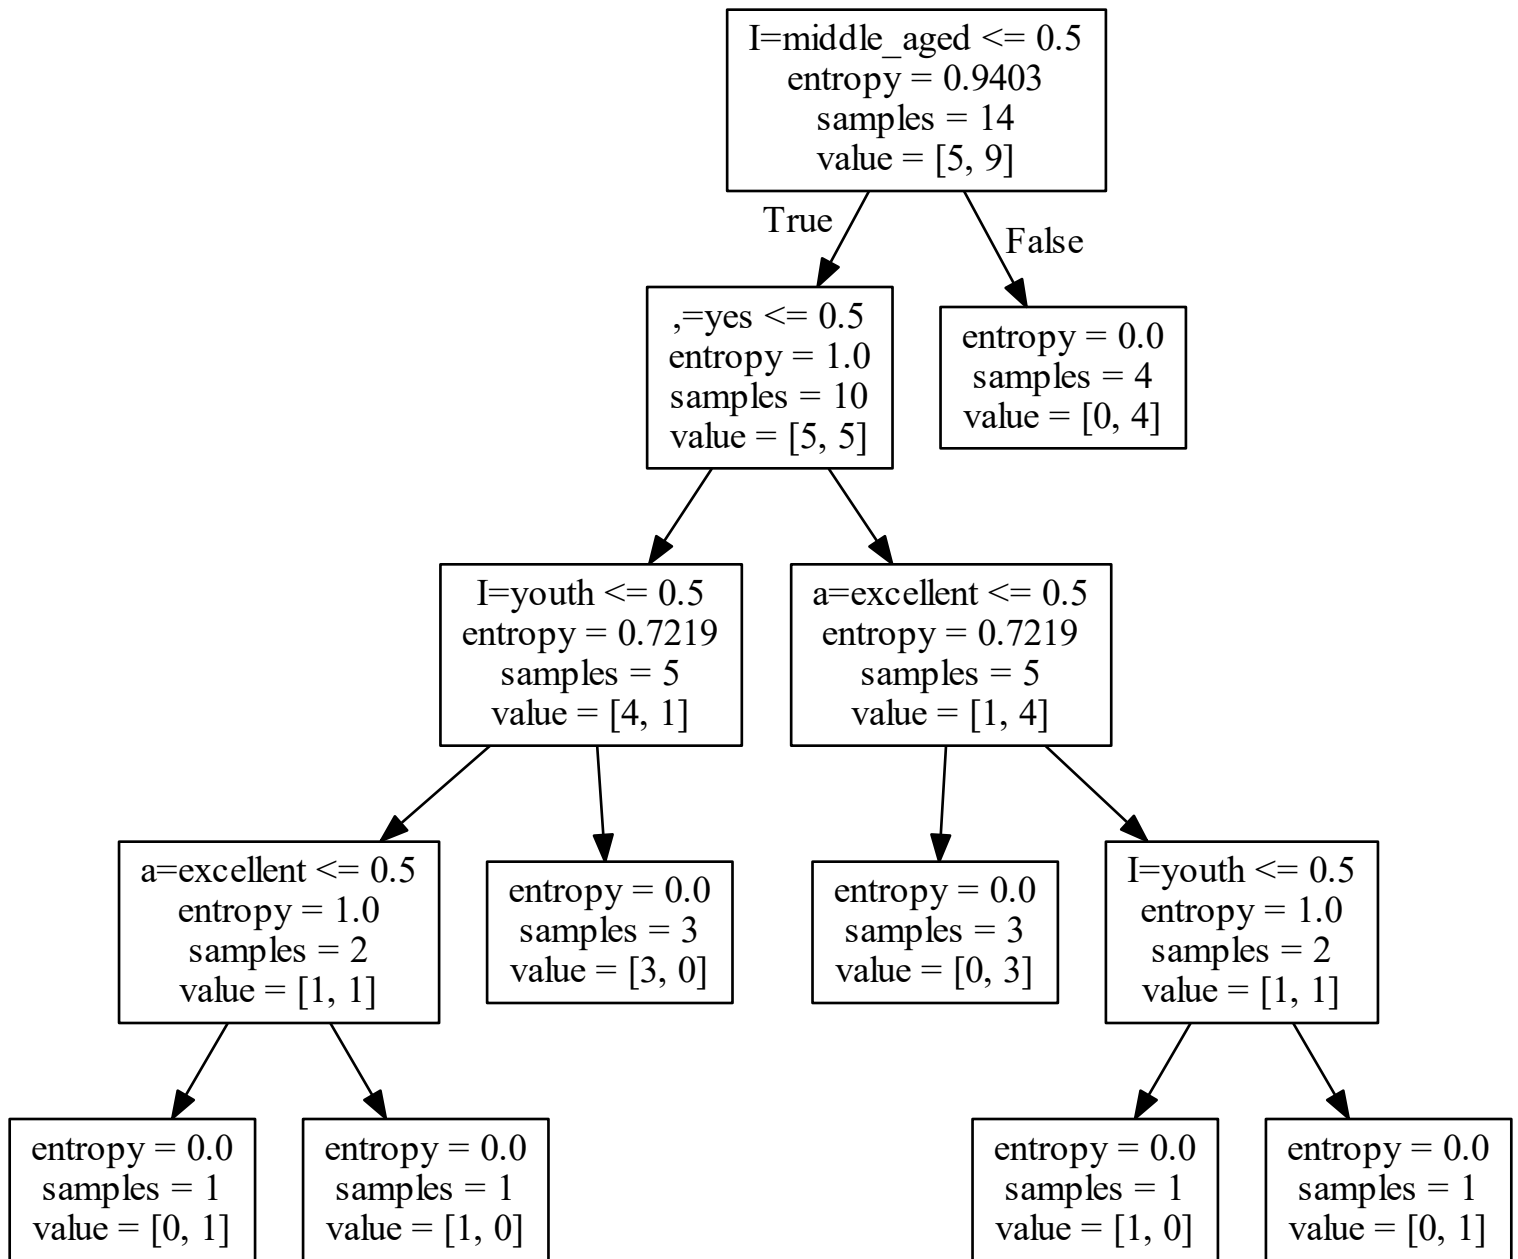 I=middle_aged <= 0.5
entropy = 0.9403
samples = 14
value = [5, 9]
True
False
,=yes <= 0.5
entropy = 1.0
samples = 10
value = [5, 5]
entropy = 0.0
samples = 4
value = [0, 4]
I=youth <= 0.5
entropy = 0.7219
samples = 5
value = [4, 1]
a=excellent <= 0.5
entropy = 0.7219
samples = 5
value = [1, 4]
a=excellent <= 0.5
entropy = 1.0
samples = 2
value = [1, 1]
entropy = 0.0
samples = 3
value = [3, 0]
entropy = 0.0
samples = 3
value = [0, 3]
I=youth <= 0.5
entropy = 1.0
samples = 2
value = [1, 1]
entropy = 0.0
samples = 1
value = [0, 1]
entropy = 0.0
samples = 1
value = [1, 0]
entropy = 0.0
samples = 1
value = [1, 0]
entropy = 0.0
samples = 1
value = [0, 1]